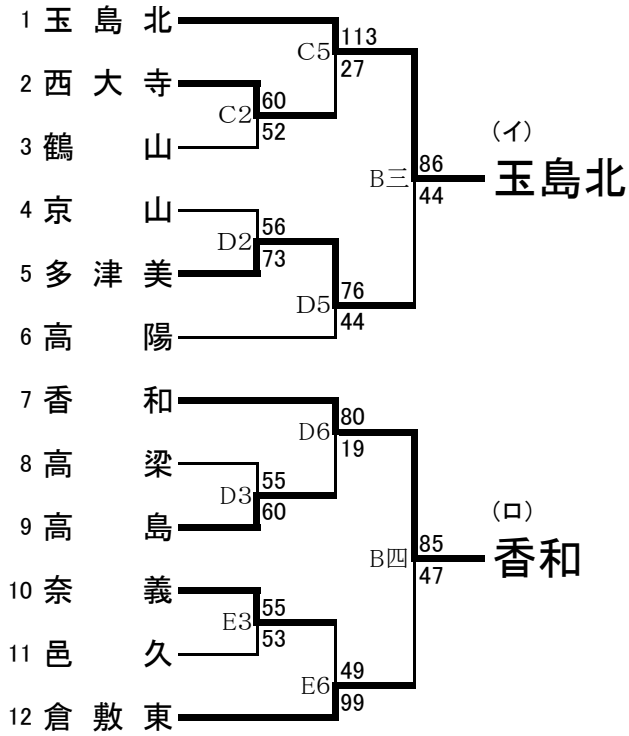 1 玉島北
113
C5
27
2 西大寺
60
C2
52
3 鶴山
(イ)
86
B三 玉島北
44
4 京山
56
D2
73
5 多津美
76
D5
44
6 高陽
7 香和
80
D6
19
8 高梁
55
D3
60
9 高島
(ロ)
85
B四 香和
47
10 奈義
55
E3
53
11 邑久
49
E6
99
12 倉敷東